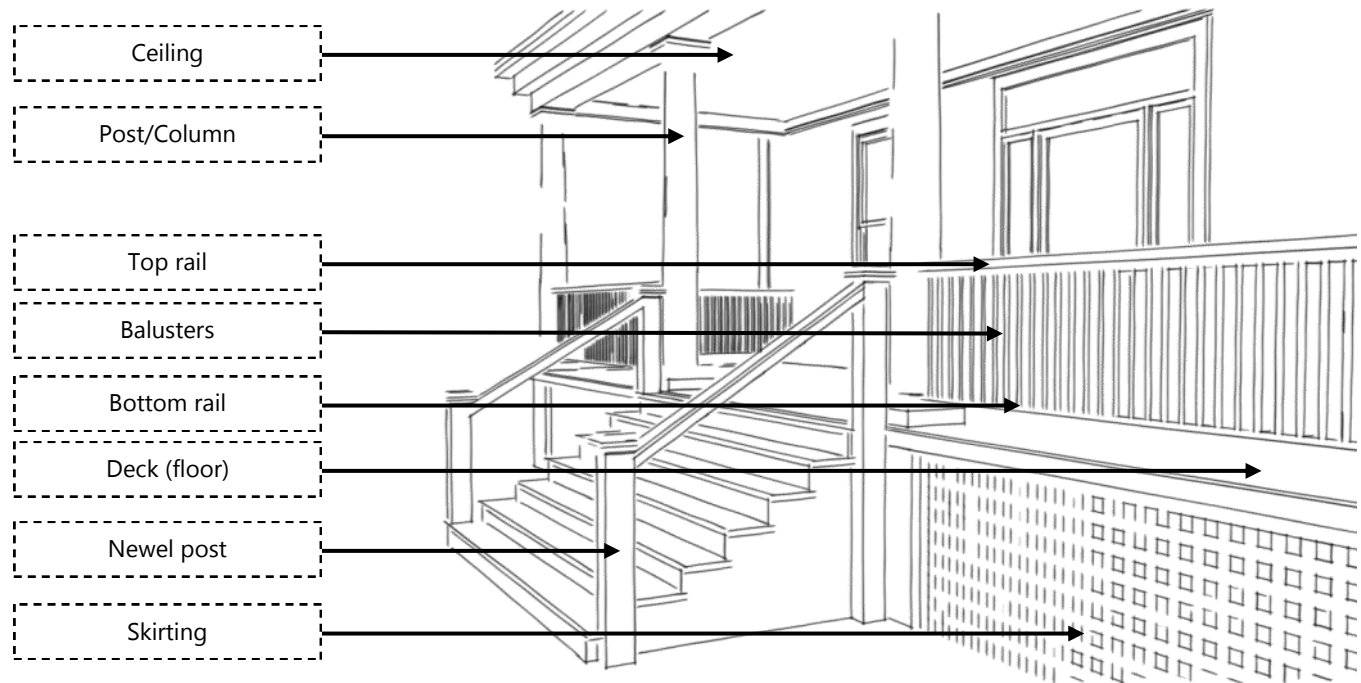 Ceiling
Post/Column
Top rail
Balusters
Bottom rail
Deck (floor)
Newel post
Skirting